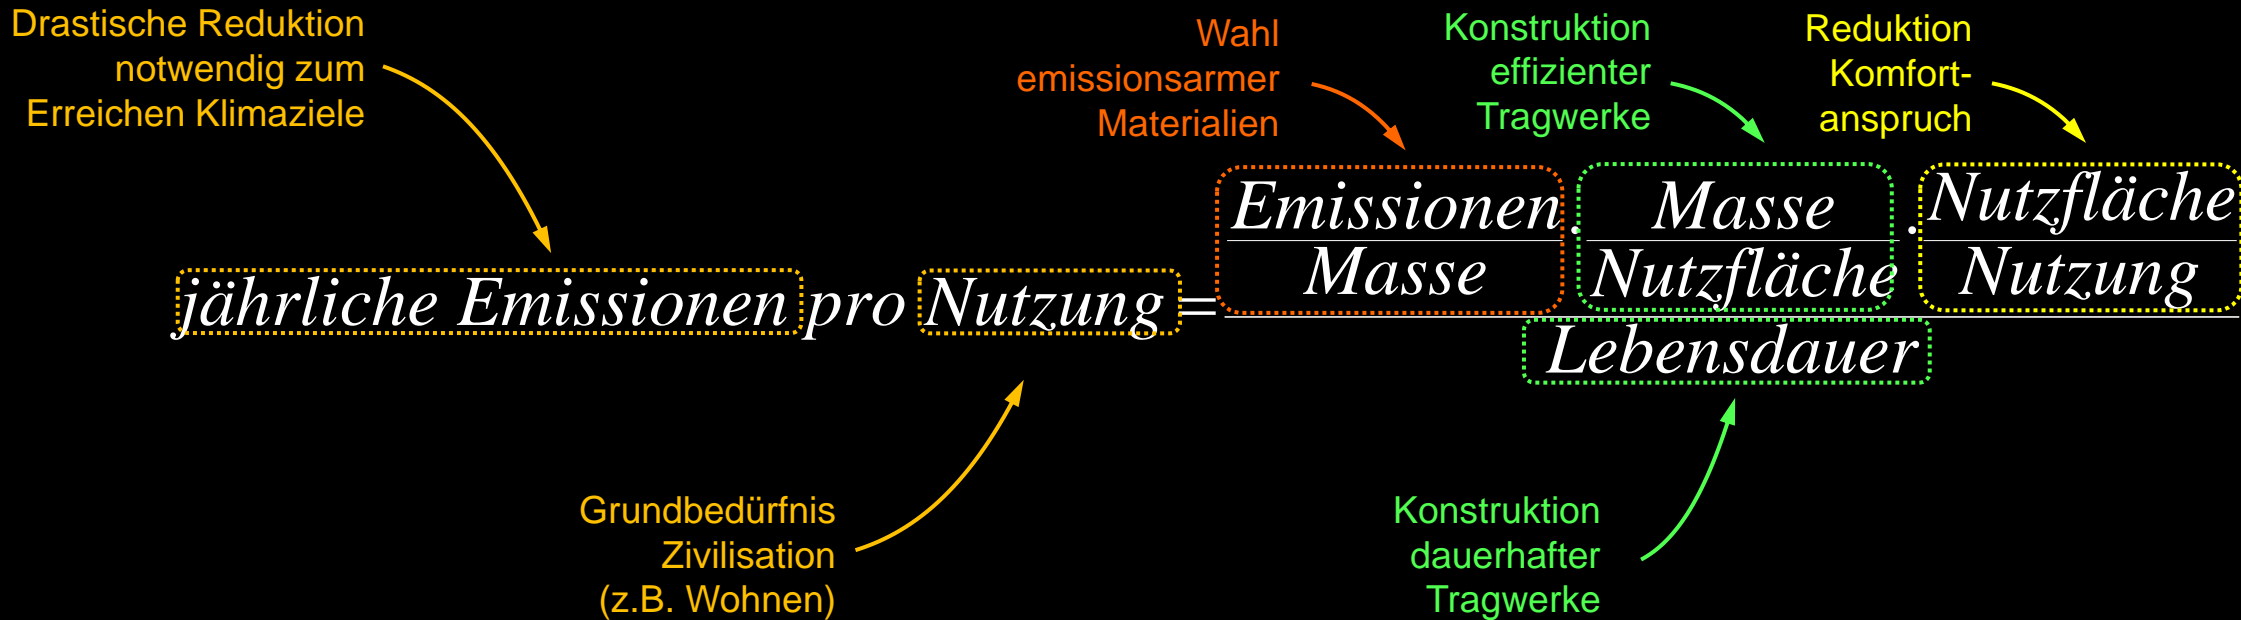 Drastische Reduktion
notwendig zum
Erreichen Klimaziele
Wahl
emissionsarmer
Materialien
Konstruktion
effizienter
Tragwerke
Reduktion
Komfort-
anspruch
jährliche Emissionen pro Nutzung =
Emissionen . Masse . Nutzfläche
Masse Nutzfläche Nutzung
Lebensdauer
Grundbedürfnis
Zivilisation
(z.B. Wohnen)
Konstruktion
dauerhafter
Tragwerke